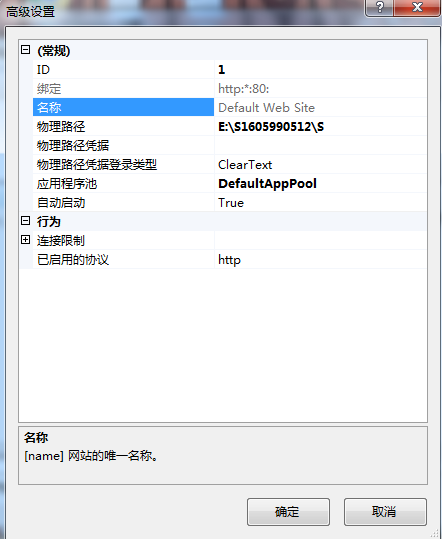 高级设置
(常规)
ID 1
绑定 http:*:80:
名称 Default Web Site
物理路径 E:\S1605990512\S
物理路径凭据
物理路径凭据登录类型 ClearText
应用程序池 DefaultAppPool
自动启动 True
行为
连接限制
已启用的协议 http
名称
[name] 网站的唯一名称。
确定 取消